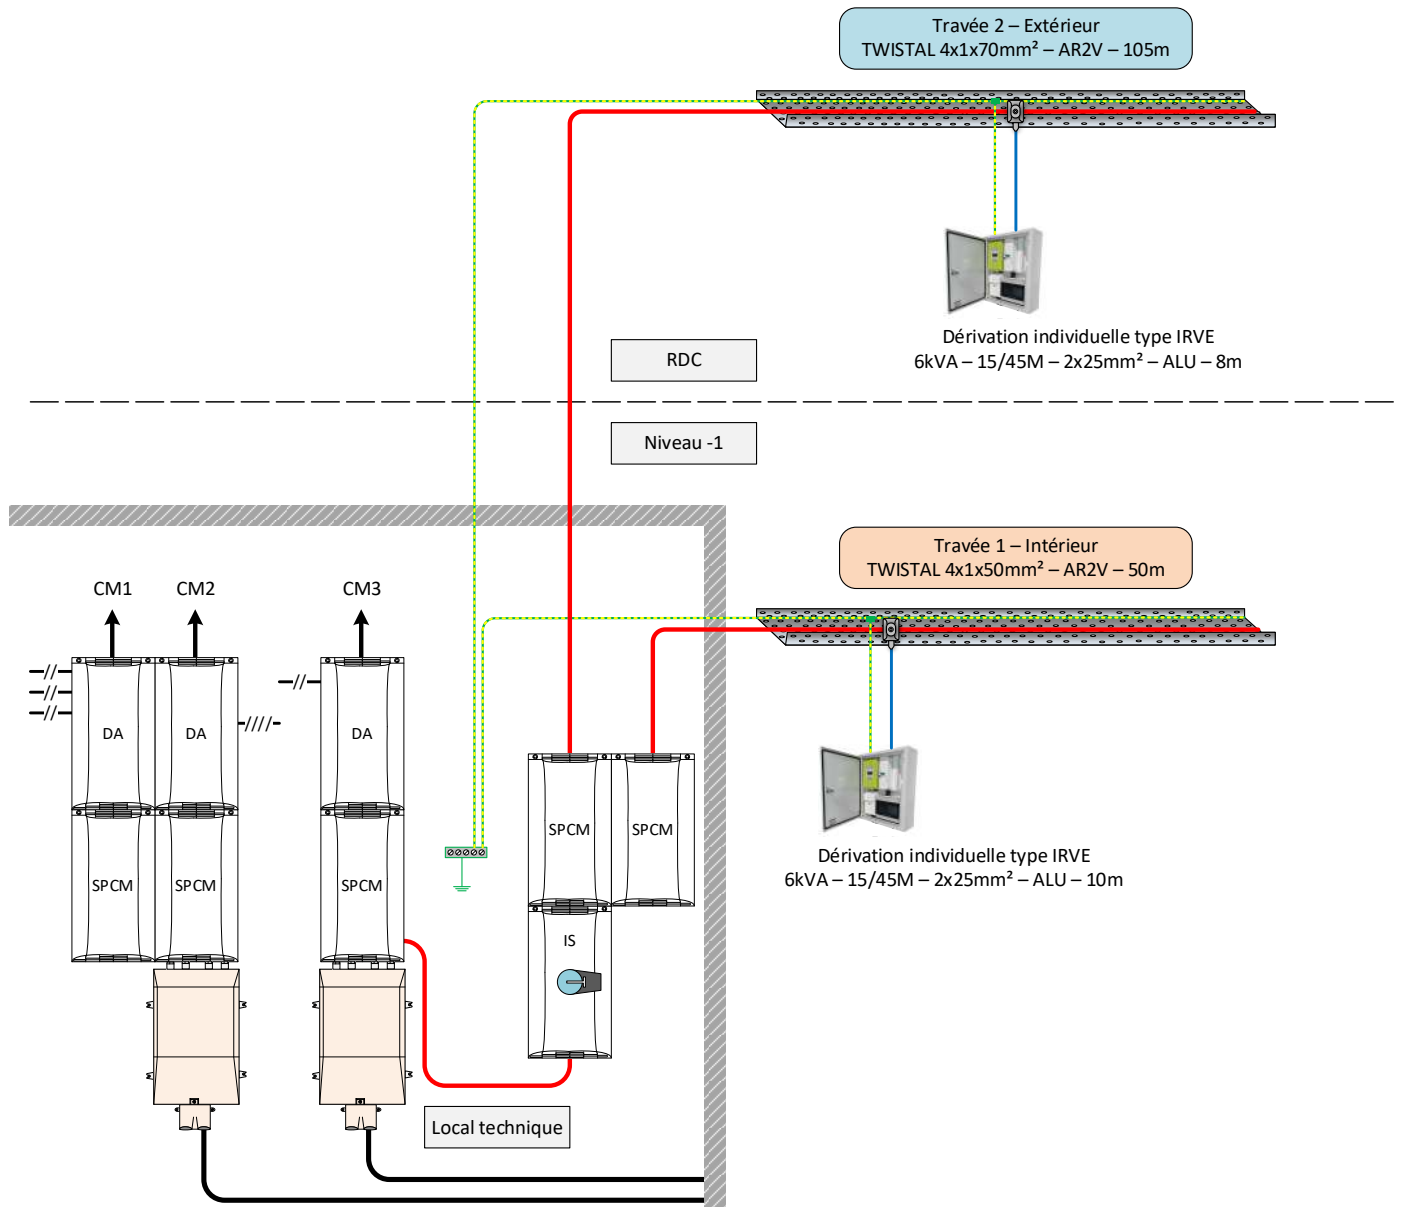 Travée 2 – Extérieur
TWISTAL 4x1x70mm² – AR2V – 105m
Dérivation individuelle type IRVE
6kVA – 15/45M – 2x25mm² – ALU – 8m
RDC
Niveau -1
Travée 1 – Intérieur
TWISTAL 4x1x50mm² – AR2V – 50m
CM1
CM2
CM3
DA
DA
DA
SPCM
SPCM
SPCM
SPCM
SPCM
IS
Dérivation individuelle type IRVE
6kVA – 15/45M – 2x25mm² – ALU – 10m
Local technique